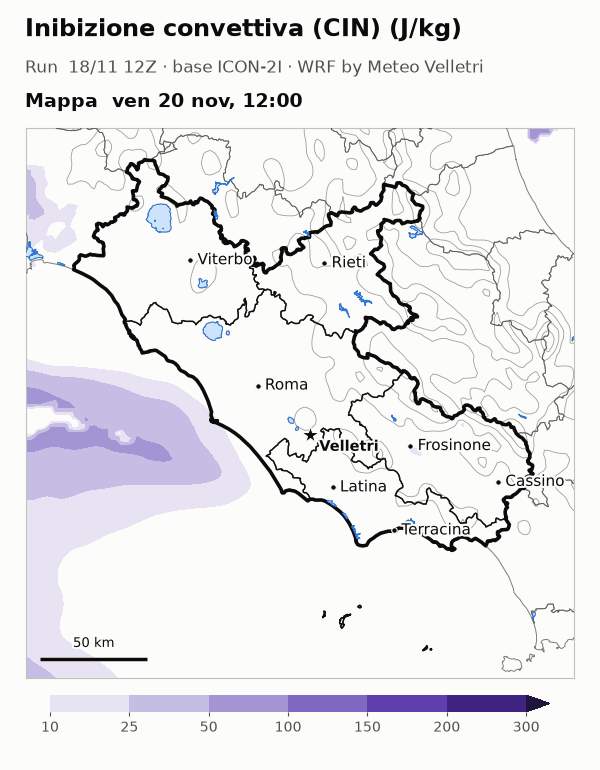 Inibizione convettiva (CIN) (J/kg)
Run  18/11 12Z · base ICON-2I · WRF by Meteo Velletri
Mappa  ven 20 nov, 12:00
Viterbo
Rieti
Roma
Velletri
Frosinone
Cassino
Latina
Terracina
50 km
10 25 50 100 150 200 300